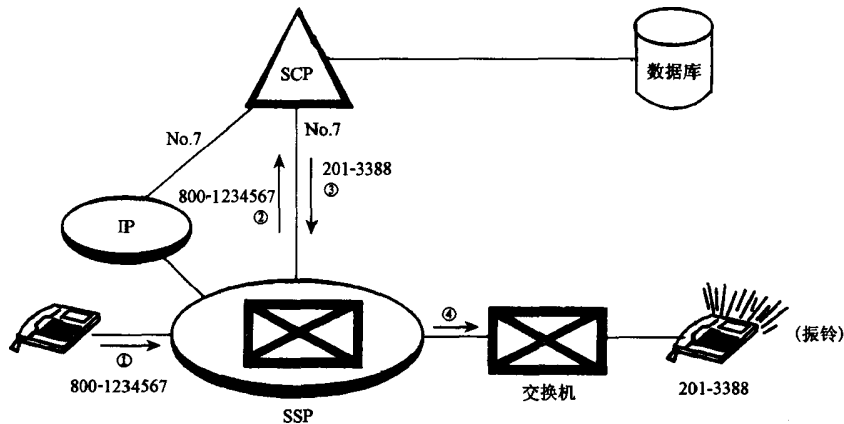 SCP
数据库
No.7
No.7
201-3388
③
800-1234567
②
IP
①
800-1234567
SSP
④
交换机
(振铃)
201-3388